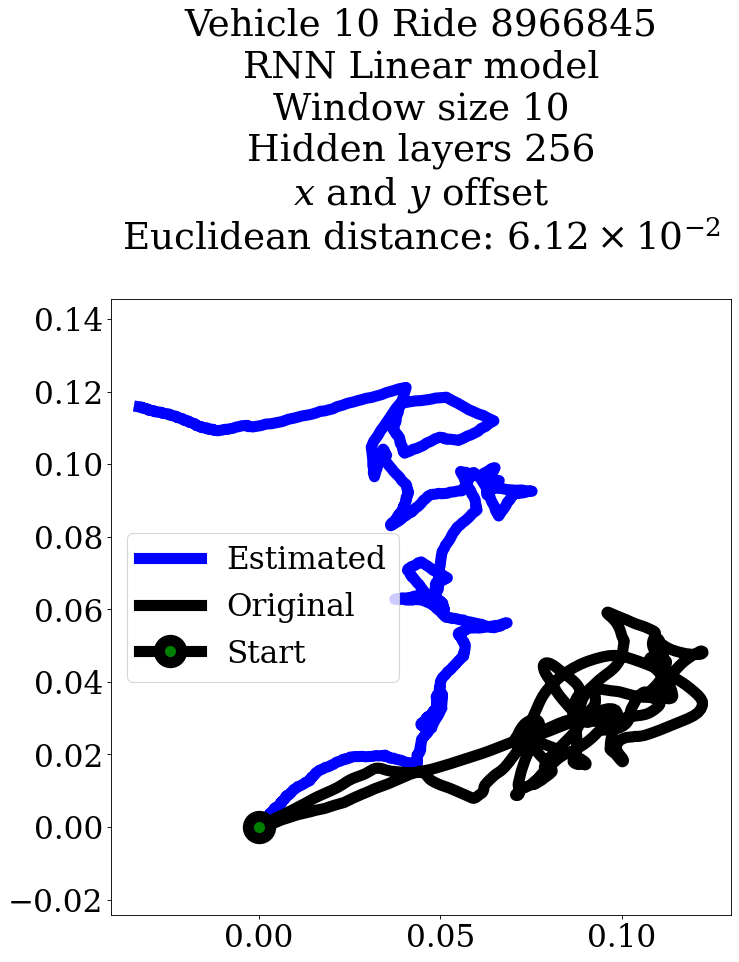 Vehicle 10 Ride 8966845
RNN Linear model
Window size 10
Hidden layers 256
x and y offset
Euclidean distance: 6.12 × 10⁻²
0.14
0.12
0.10
0.08
0.06
0.04
0.02
0.00
−0.02
Estimated
Original
Start
0.00 0.05 0.10